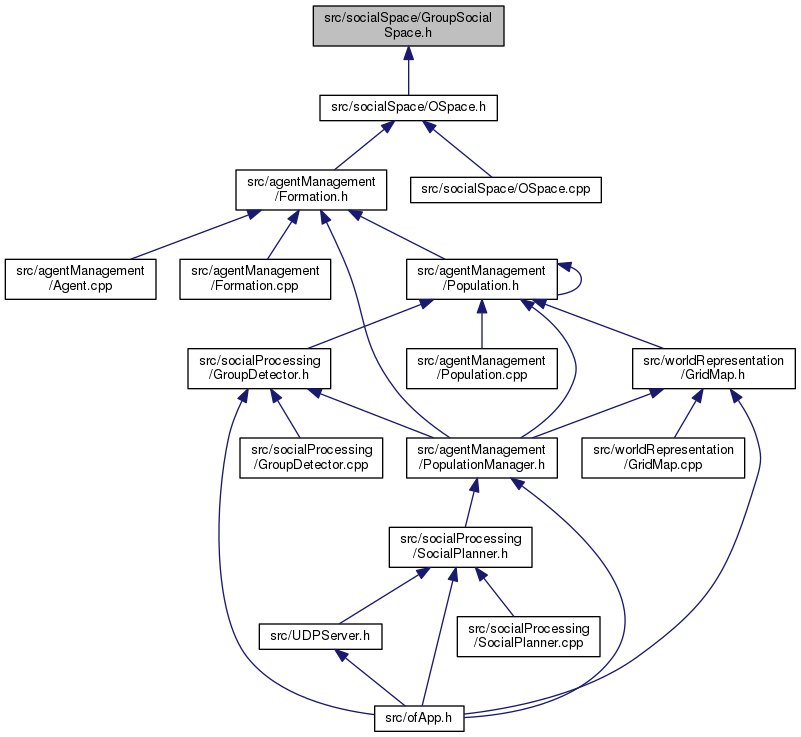 src/socialSpace/GroupSocial
Space.h
src/socialSpace/OSpace.h
src/agentManagement
/Formation.h
src/socialSpace/OSpace.cpp
src/agentManagement
/Agent.cpp
src/agentManagement
/Formation.cpp
src/agentManagement
/Population.h
src/socialProcessing
/GroupDetector.h
src/agentManagement
/Population.cpp
src/worldRepresentation
/GridMap.h
src/socialProcessing
/GroupDetector.cpp
src/agentManagement
/PopulationManager.h
src/worldRepresentation
/GridMap.cpp
src/socialProcessing
/SocialPlanner.h
src/UDPServer.h
src/socialProcessing
/SocialPlanner.cpp
src/ofApp.h